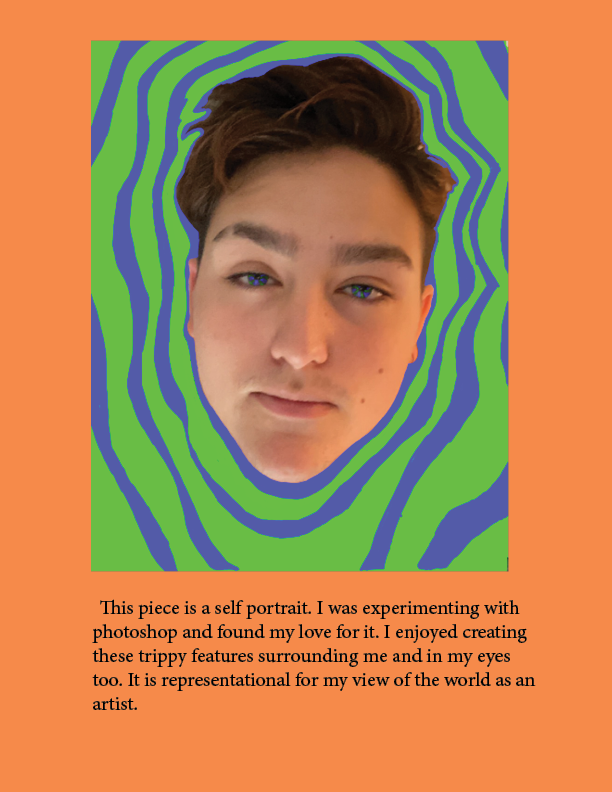 This piece is a self portrait. I was experimenting with
photoshop and found my love for it. I enjoyed creating
these trippy features surrounding me and in my eyes
too. It is representational for my view of the world as an
artist.